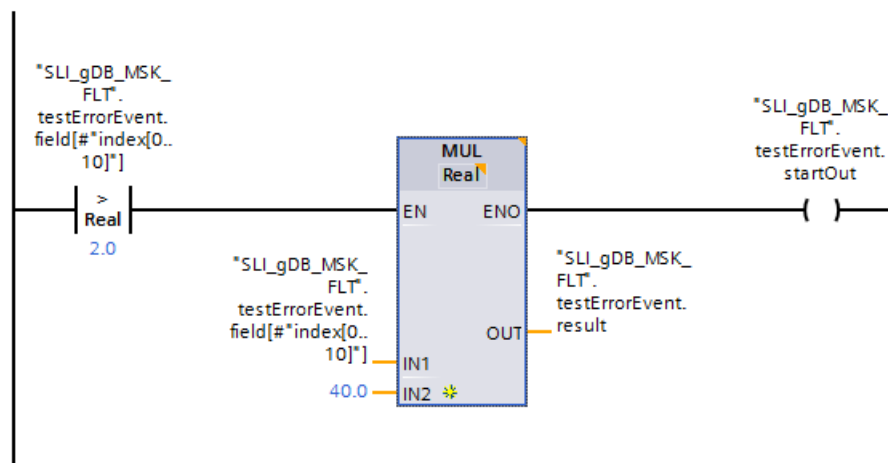 "SLI_gDB_MSK_
FLT".
testErrorEvent.
field[#"index[0..
10]"]
>
Real
2.0
MUL
Real
EN
ENO
"SLI_gDB_MSK_
FLT".
testErrorEvent.
field[#"index[0..
10]"]
IN1
40.0
IN2
OUT
"SLI_gDB_MSK_
FLT".
testErrorEvent.
result
"SLI_gDB_MSK_
FLT".
testErrorEvent.
startOut